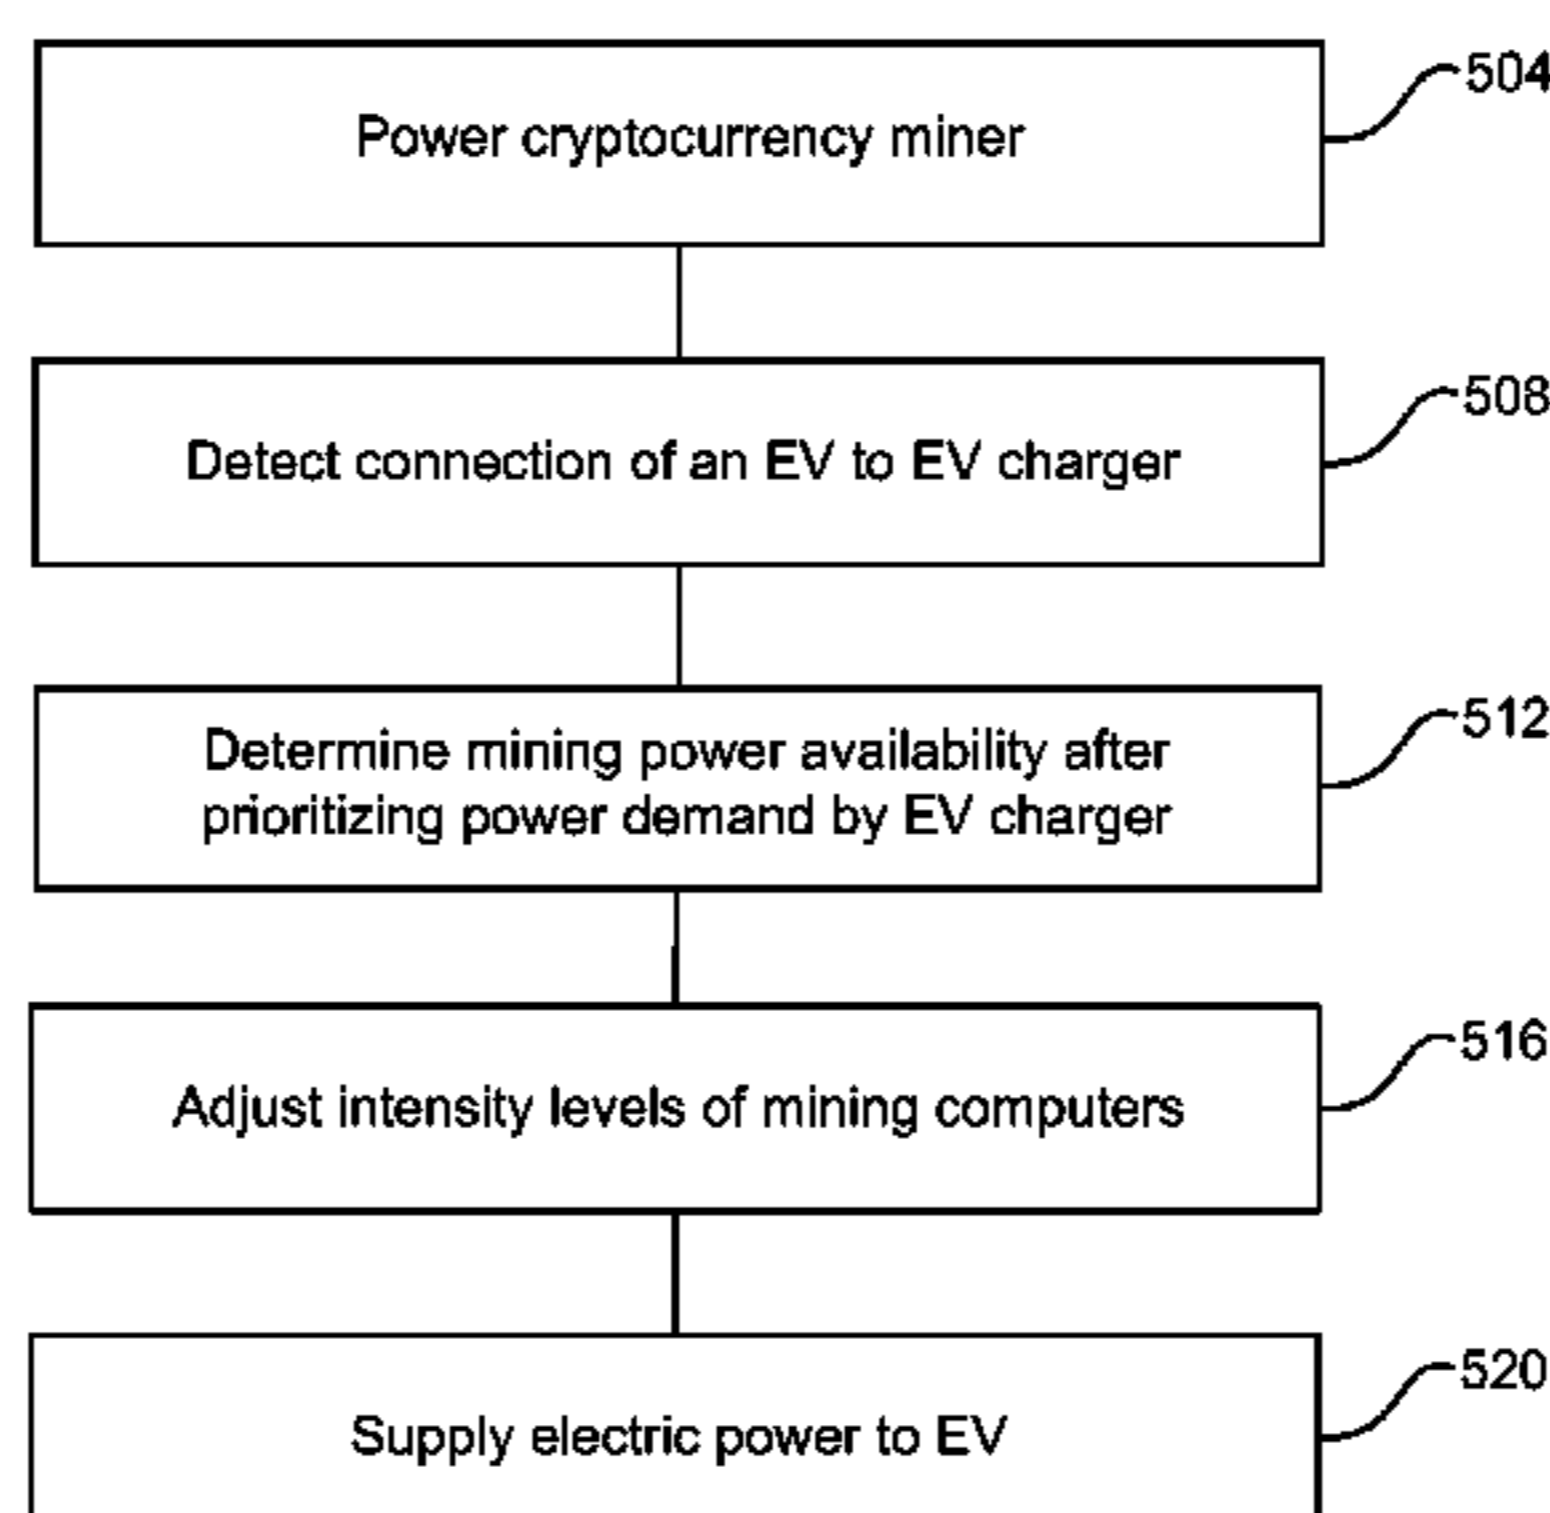 Power cryptocurrency miner
504
Detect connection of an EV to EV charger
508
Determine mining power availability after
prioritizing power demand by EV charger
512
Adjust intensity levels of mining computers
516
Supply electric power to EV
520